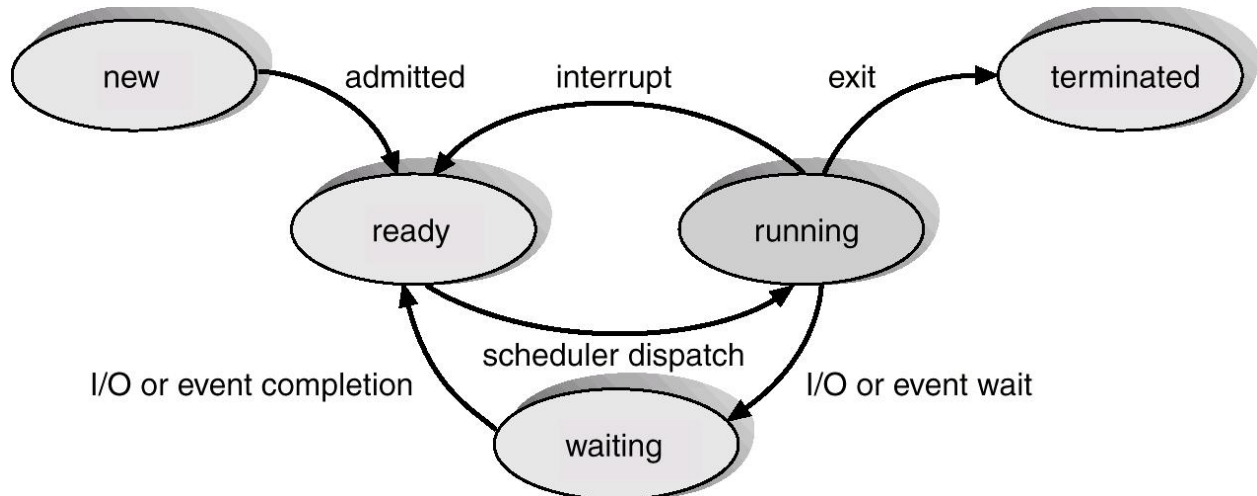 new
admitted
interrupt
exit
terminated
ready
running
scheduler dispatch
I/O or event completion
I/O or event wait
waiting